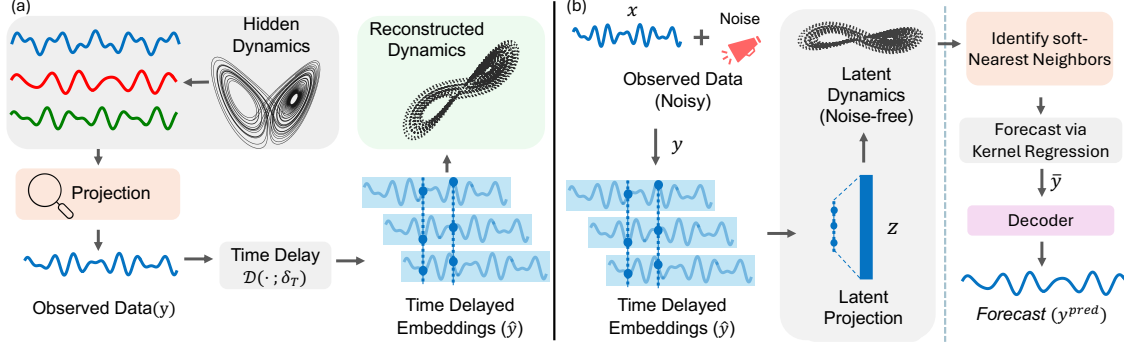 (a)
Hidden
Dynamics
Reconstructed
Dynamics
Projection
Observed Data(y)
Time Delay
𝒟(· ; δ_T)
Time Delayed
Embeddings (ŷ)
(b)
x
+
Noise
Observed Data
(Noisy)
y
Time Delayed
Embeddings (ŷ)
Latent
Dynamics
(Noise-free)
Z
Latent
Projection
Identify soft-
Nearest Neighbors
Forecast via
Kernel Regression
ȳ
Decoder
Forecast (y^{pred})